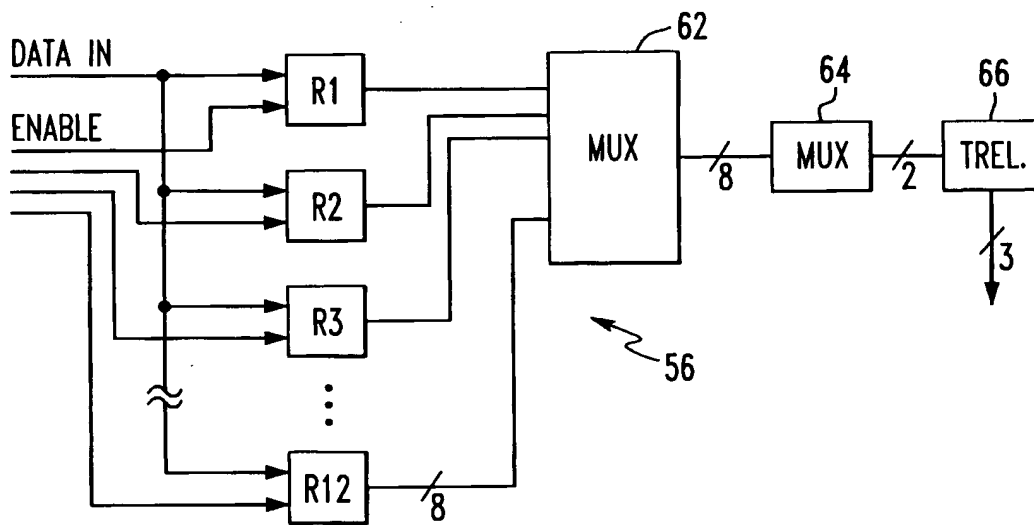 62
DATA IN
64
R1
66
ENABLE
MUX
MUX
TREL.
8
2
R2
3
R3
56
R12
8